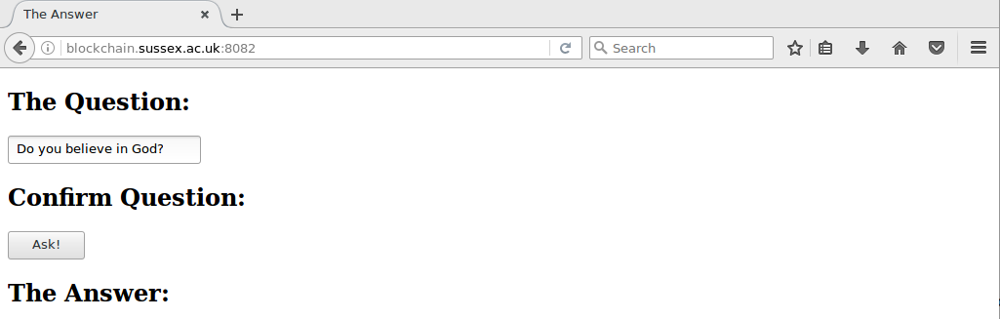 The Answer
blockchain.sussex.ac.uk:8082
Search
The Question:
Do you believe in God?
Confirm Question:
Ask!
The Answer: